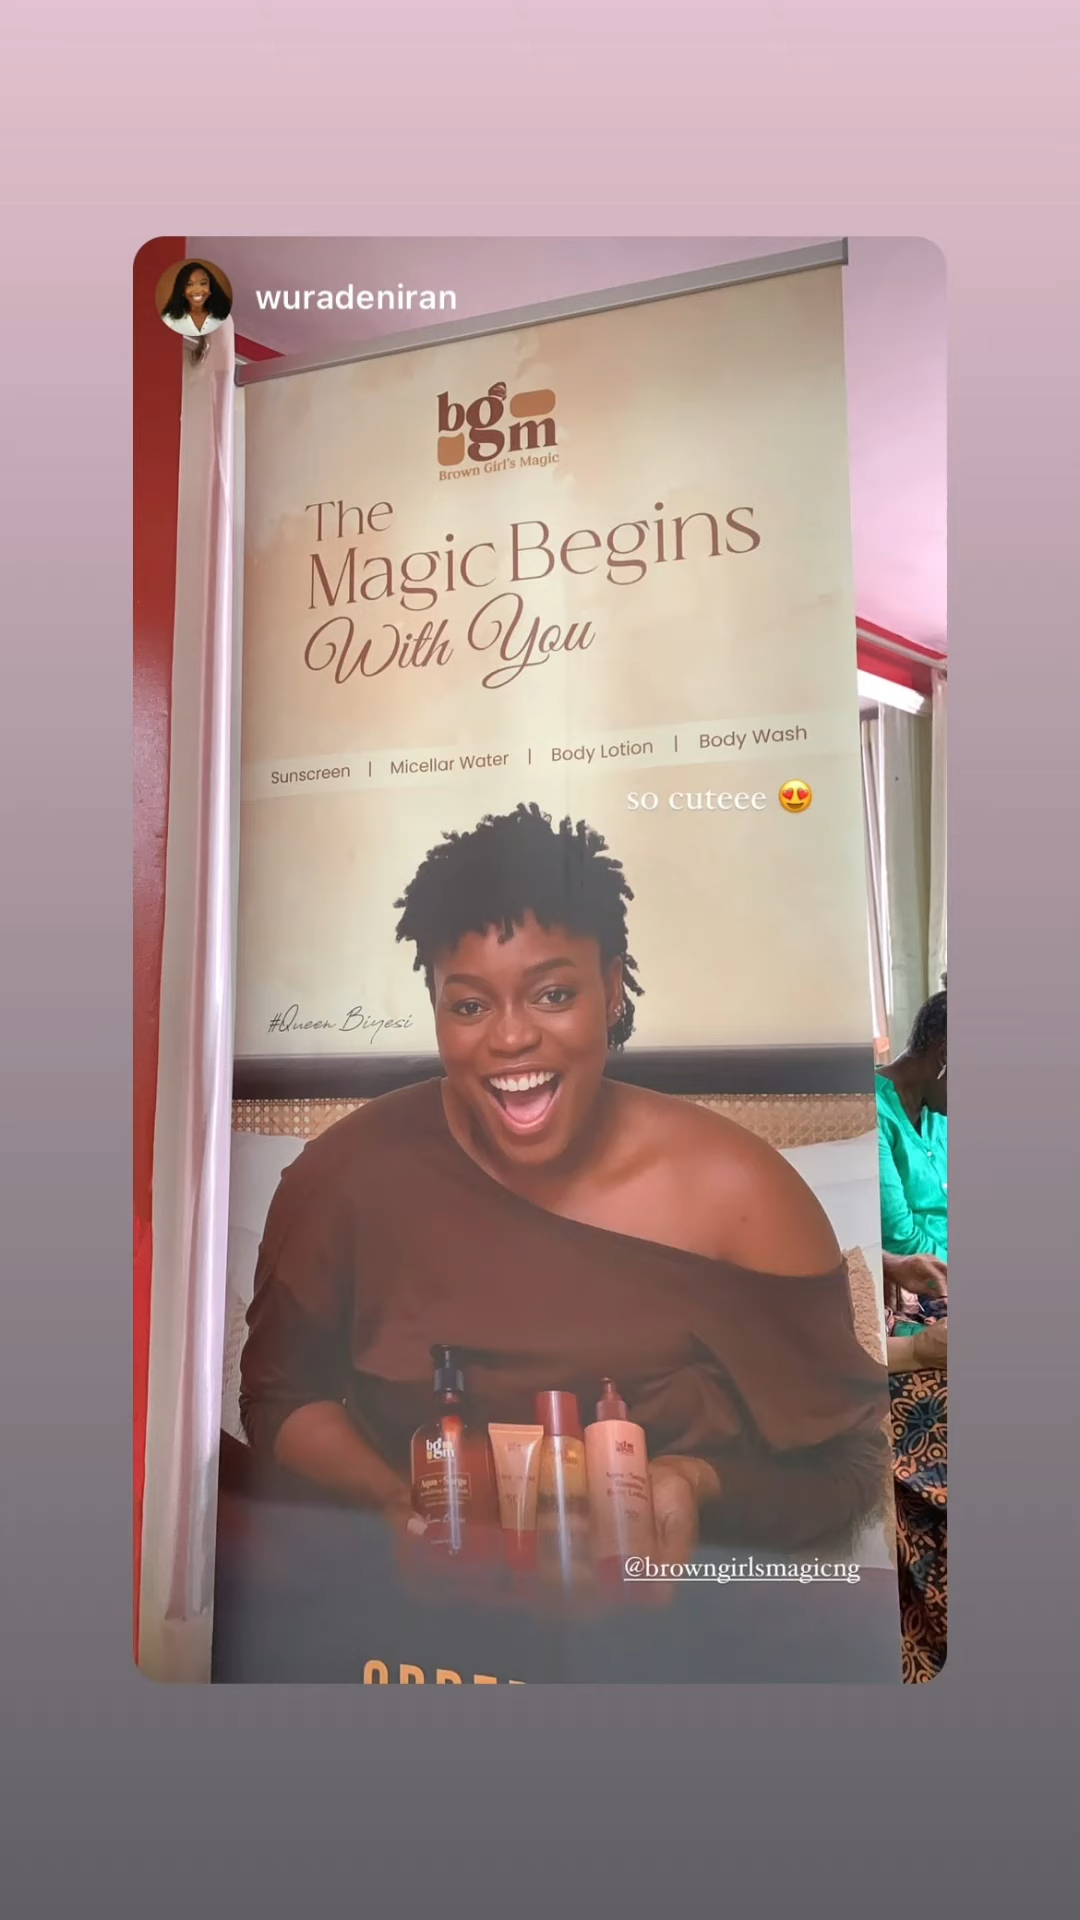 wuradeniran
bgm
Brown Girl's Magic
The
Magic Begins
With You
Sunscreen | Micellar Water | Body Lotion | Body Wash
so cuteee 😍
#Queen Biyesi
bgm
@browngirlsmagicng